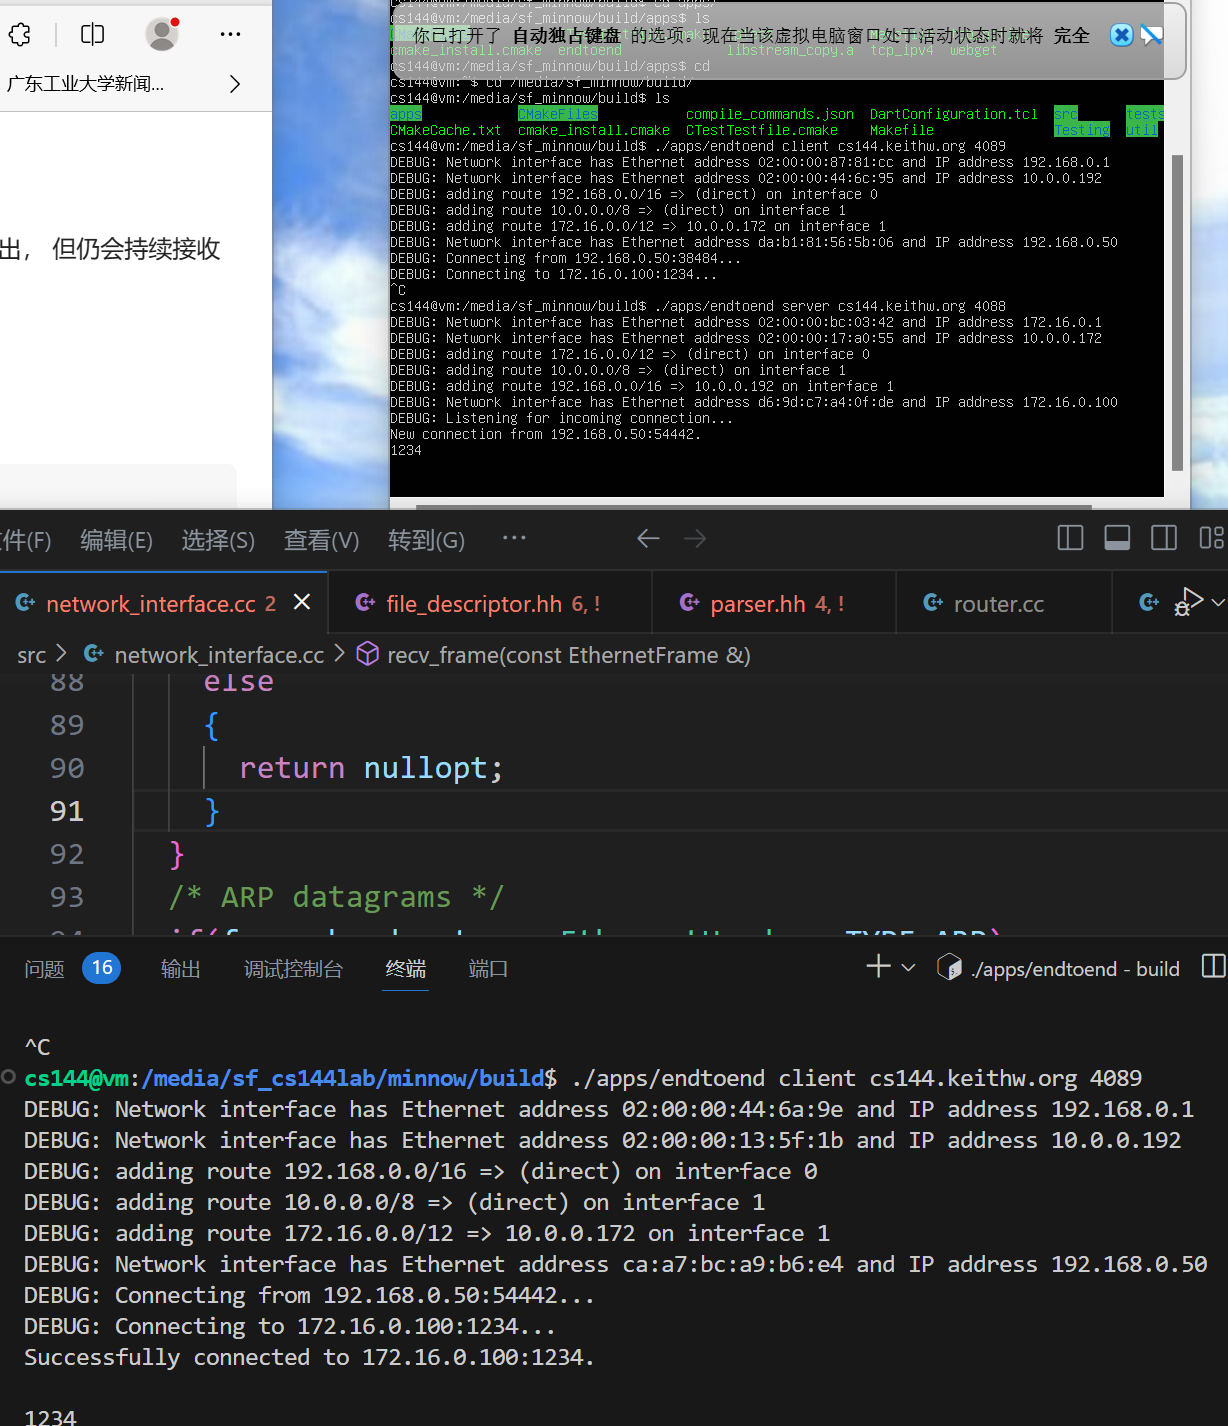 广东工业大学新闻...
出， 但仍会持续接收
cs144@vm:/media/sf_minnow/build/apps$ ls
你已打开了 自动独占键盘 的选项。现在当该虚拟电脑窗口处于活动状态时就将 完全
cmake_install.cmake endtoend libstream_copy.a tcp_ipv4 webget
cs144@vm:/media/sf_minnow/build/apps$ cd
cs144@vm:~$ cd /media/sf_minnow/build/
cs144@vm:/media/sf_minnow/build$ ls
apps CMakeFiles compile_commands.json DartConfiguration.tcl src tests
CMakeCache.txt cmake_install.cmake CTestTestfile.cmake Makefile Testing util
cs144@vm:/media/sf_minnow/build$ ./apps/endtoend client cs144.keithw.org 4089
DEBUG: Network interface has Ethernet address 02:00:00:87:81:cc and IP address 192.168.0.1
DEBUG: Network interface has Ethernet address 02:00:00:44:6c:95 and IP address 10.0.0.192
DEBUG: adding route 192.168.0.0/16 => (direct) on interface 0
DEBUG: adding route 10.0.0.0/8 => (direct) on interface 1
DEBUG: adding route 172.16.0.0/12 => 10.0.0.172 on interface 1
DEBUG: Network interface has Ethernet address da:b1:81:56:5b:06 and IP address 192.168.0.50
DEBUG: Connecting from 192.168.0.50:38484...
DEBUG: Connecting to 172.16.0.100:1234...
^C
cs144@vm:/media/sf_minnow/build$ ./apps/endtoend server cs144.keithw.org 4088
DEBUG: Network interface has Ethernet address 02:00:00:bc:03:42 and IP address 172.16.0.1
DEBUG: Network interface has Ethernet address 02:00:00:17:a0:55 and IP address 10.0.0.172
DEBUG: adding route 172.16.0.0/12 => (direct) on interface 0
DEBUG: adding route 10.0.0.0/8 => (direct) on interface 1
DEBUG: adding route 192.168.0.0/16 => 10.0.0.192 on interface 1
DEBUG: Network interface has Ethernet address d6:9d:c7:a4:0f:de and IP address 172.16.0.100
DEBUG: Listening for incoming connection...
New connection from 192.168.0.50:54442.
1234
件(F) 编辑(E) 选择(S) 查看(V) 转到(G) ···
network_interface.cc 2 file_descriptor.hh 6, ! parser.hh 4, ! router.cc
src > network_interface.cc > recv_frame(const EthernetFrame &)
88 else
89 {
90 return nullopt;
91 }
92 }
93 /* ARP datagrams */
问题 16 输出 调试控制台 终端 端口 ./apps/endtoend - build
^C
cs144@vm:/media/sf_cs144lab/minnow/build$ ./apps/endtoend client cs144.keithw.org 4089
DEBUG: Network interface has Ethernet address 02:00:00:44:6a:9e and IP address 192.168.0.1
DEBUG: Network interface has Ethernet address 02:00:00:13:5f:1b and IP address 10.0.0.192
DEBUG: adding route 192.168.0.0/16 => (direct) on interface 0
DEBUG: adding route 10.0.0.0/8 => (direct) on interface 1
DEBUG: adding route 172.16.0.0/12 => 10.0.0.172 on interface 1
DEBUG: Network interface has Ethernet address ca:a7:bc:a9:b6:e4 and IP address 192.168.0.50
DEBUG: Connecting from 192.168.0.50:54442...
DEBUG: Connecting to 172.16.0.100:1234...
Successfully connected to 172.16.0.100:1234.
1234